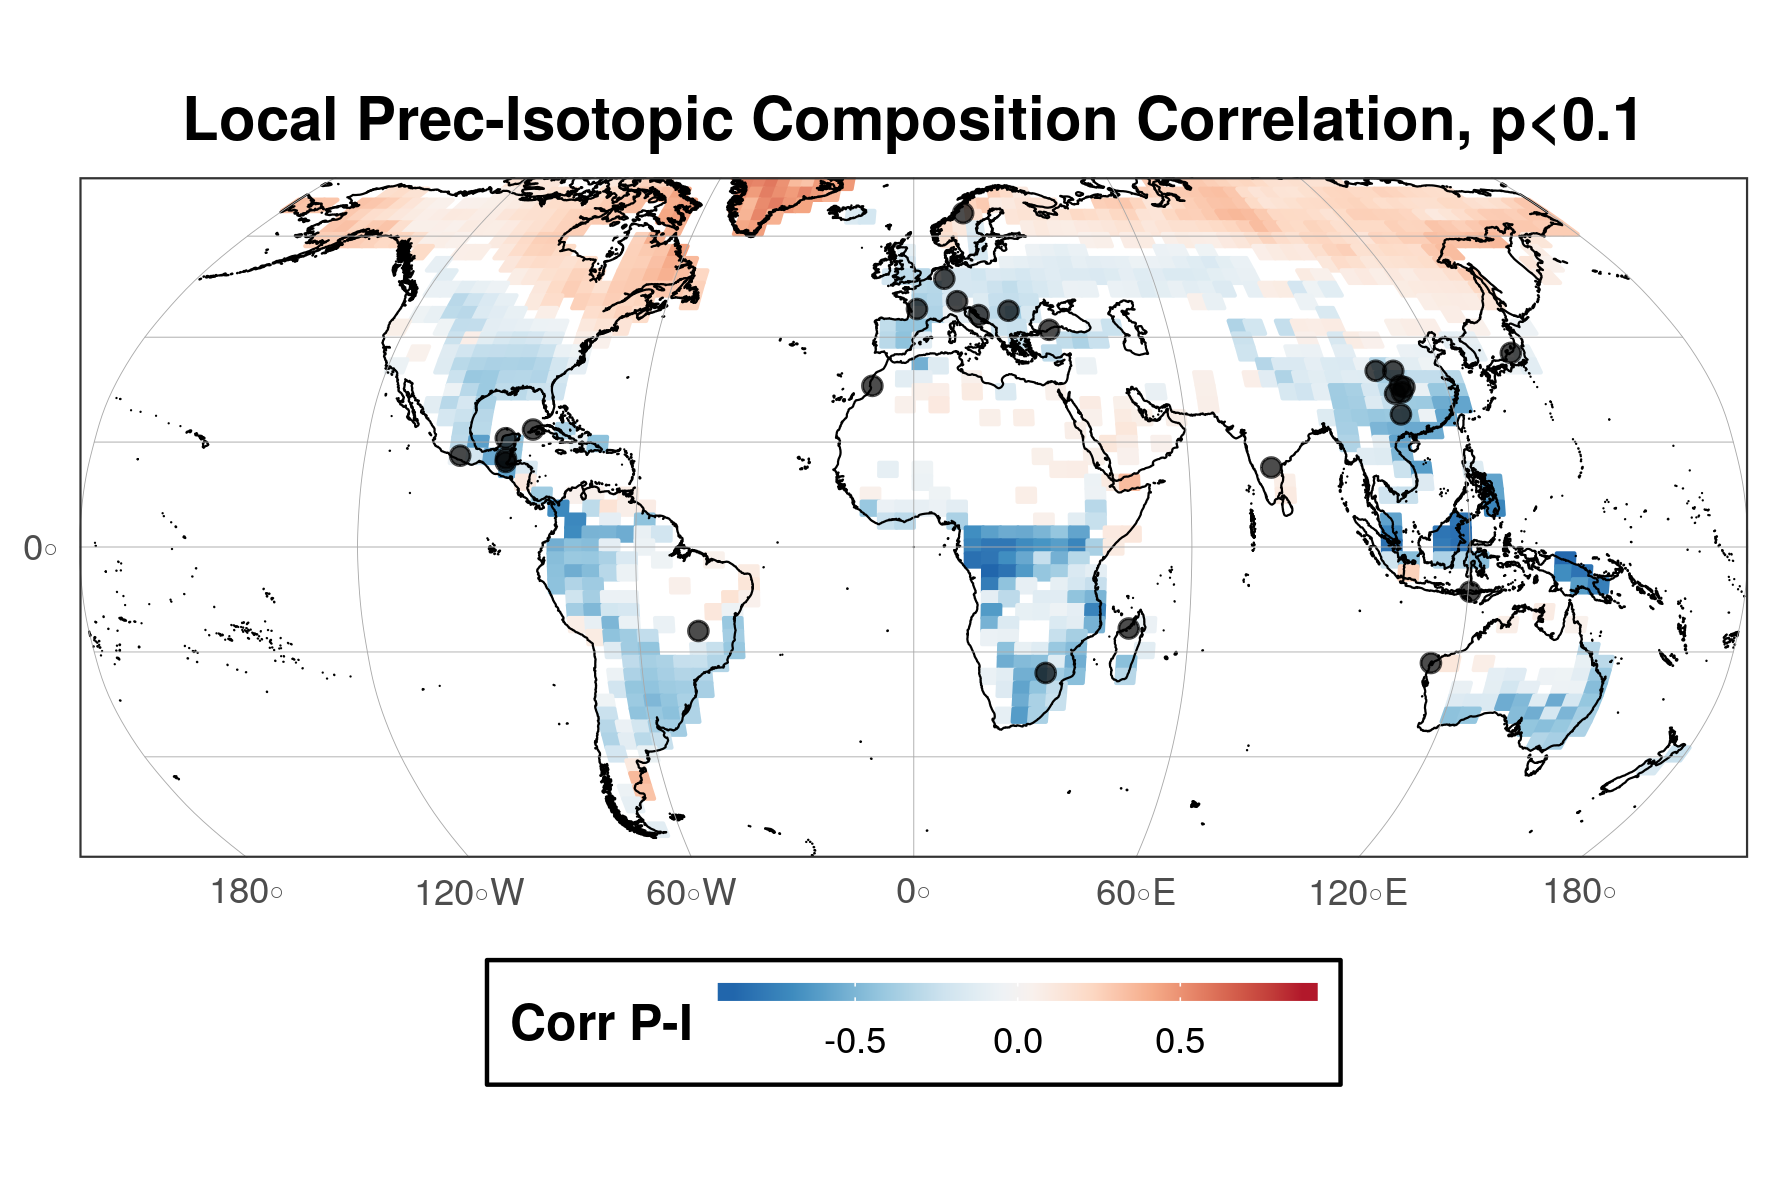 Local Prec-Isotopic Composition Correlation, p<0.1
0°
180° 120°W 60°W 0° 60°E 120°E 180°
Corr P-I
-0.5 0.0 0.5